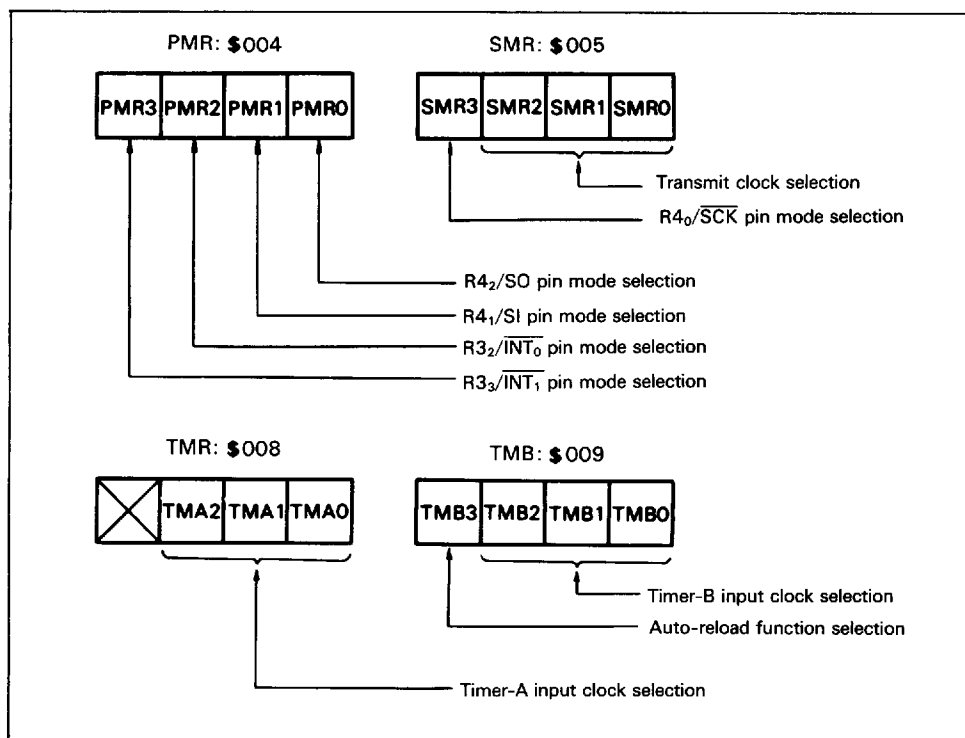 PMR: $004
SMR: $005
PMR3 PMR2 PMR1 PMR0
SMR3 SMR2 SMR1 SMR0
Transmit clock selection
R4₀/S̅C̅K̅ pin mode selection
R4₂/SO pin mode selection
R4₁/SI pin mode selection
R3₂/I̅N̅T̅₀̅ pin mode selection
R3₃/I̅N̅T̅₁̅ pin mode selection
TMR: $008
TMB: $009
TMA2 TMA1 TMA0
TMB3 TMB2 TMB1 TMB0
Timer-B input clock selection
Auto-reload function selection
Timer-A input clock selection